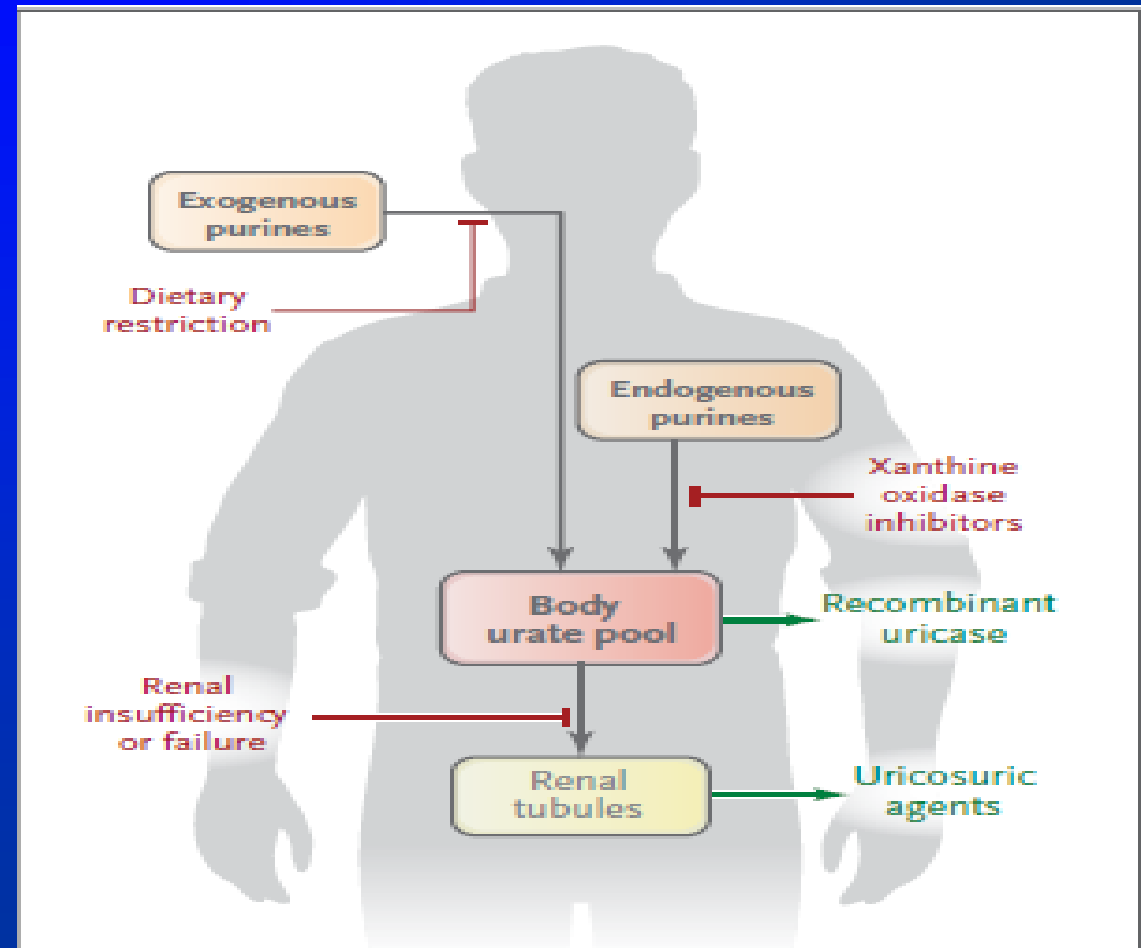 Exogenous
purines
Dietary
restriction
Endogenous
purines
Xanthine
oxidase
inhibitors
Body
urate pool
Recombinant
uricase
Renal
insufficiency
or failure
Renal
tubules
Uricosuric
agents